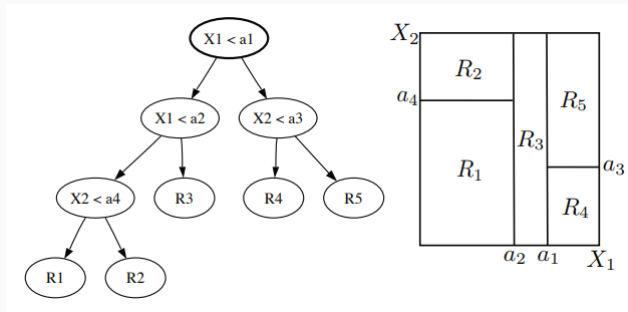 X1 < a1
X1 < a2
X2 < a3
X2 < a4
R3
R4
R5
R1
R2
X₂
R₂
a₄
R₅
R₃
R₁
a₃
R₄
a₂ a₁ X₁